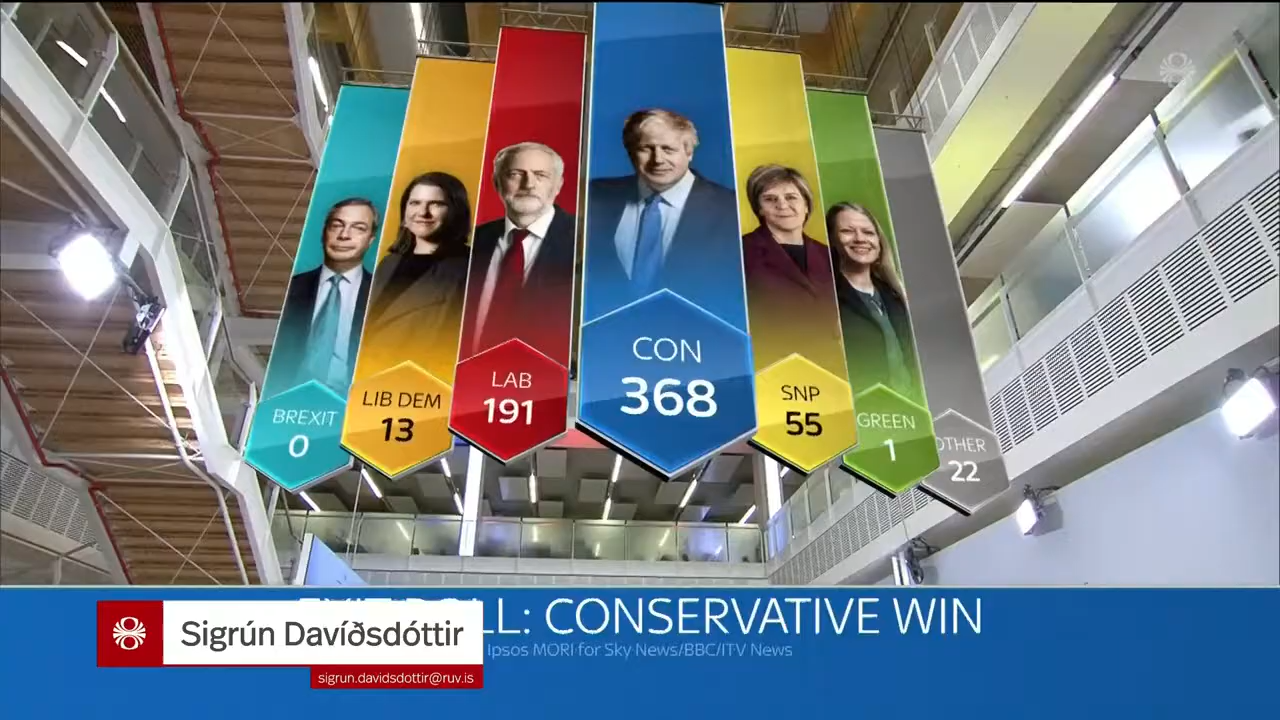 CON
368
LAB
191
SNP
55
LIB DEM
13
BREXIT
0
GREEN
1
OTHER
22
CONSERVATIVE WIN
Ipsos MORI for Sky News/BBC/ITV News
Sigrún Davíðsdóttir
sigrun.davidsdottir@ruv.is